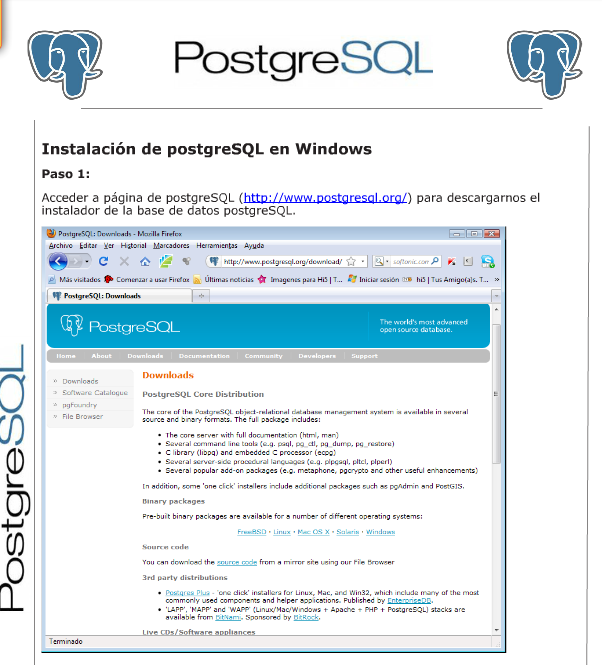 PostgreSQL
Instalación de postgreSQL en Windows
Paso 1:
Acceder a página de postgreSQL (http://www.postgresql.org/) para descargarnos el
instalador de la base de datos postgreSQL.
PostgreSQL: Downloads - Mozilla Firefox
Archivo Editar Ver Historial Marcadores Herramientas Ayuda
http://www.postgresql.org/download/ softonic.com
Más visitados Comenzar a usar Firefox Últimas noticias Imagenes para Hi5 | T... Iniciar sesión hi5 | Tus Amigo(a)s. T... »
PostgreSQL: Downloads
PostgreSQL
The world's most advanced
open source database.
Home About Downloads Documentation Community Developers Support
Downloads
Software Catalogue
pgFoundry
File Browser
Downloads
PostgreSQL Core Distribution
The core of the PostgreSQL object-relational database management system is available in several
source and binary formats. The full package includes:
• The core server with full documentation (html, man)
• Several command line tools (e.g. psql, pg_ctl, pg_dump, pg_restore)
• C library (libpq) and embedded C processor (ecpg)
• Several server-side procedural languages (e.g. plpgsql, pltcl, plperl)
• Several popular add-on packages (e.g. metaphone, pgcrypto and other useful enhancements)
In addition, some 'one click' installers include additional packages such as pgAdmin and PostGIS.
Binary packages
Pre-built binary packages are available for a number of different operating systems:
FreeBSD • Linux • Mac OS X • Solaris • Windows
Source code
You can download the source code from a mirror site using our File Browser
3rd party distributions
• Postgres Plus - 'one click' installers for Linux, Mac, and Win32, which include many of the most
commonly used components and helper applications. Published by EnterpriseDB.
• 'LAPP', 'MAPP' and 'WAPP' (Linux/Mac/Windows + Apache + PHP + PostgreSQL) stacks are
available from BitNami. Sponsored by BitRock.
Live CDs/Software appliances
Terminado
PostgreSQL